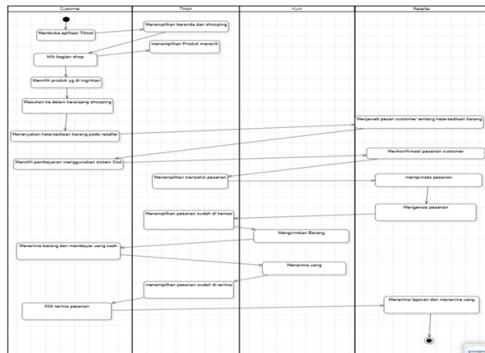 Customer
Tiktok
Kurir
Reseller
Membuka aplikasi Tiktok
Menampilkan beranda dan shooping
klik bagian shop
menampilkan Produk menarik
Memilih produk yg di inginkan
Masukan ke dalam keranjang shooping
Menanyakan ketersediaan barang pada reseller
Menjawab pesan customer tentang ketersediaan barang
Memilih pembayaran menggunakan sistem Cod
Menkonfirmasi pesanan customer
Menampilkan transaksi pesanan
memproses pesanan
Mengemas pesanan
Menampilkan pesanan sudah di kemas
Mengirimkan Barang
Menerima barang dan membayar uang cash
Menerima uang
menampilkan pesanan sudah di terima
Klik terima pesanan
Menerima laporan dan menerima uang